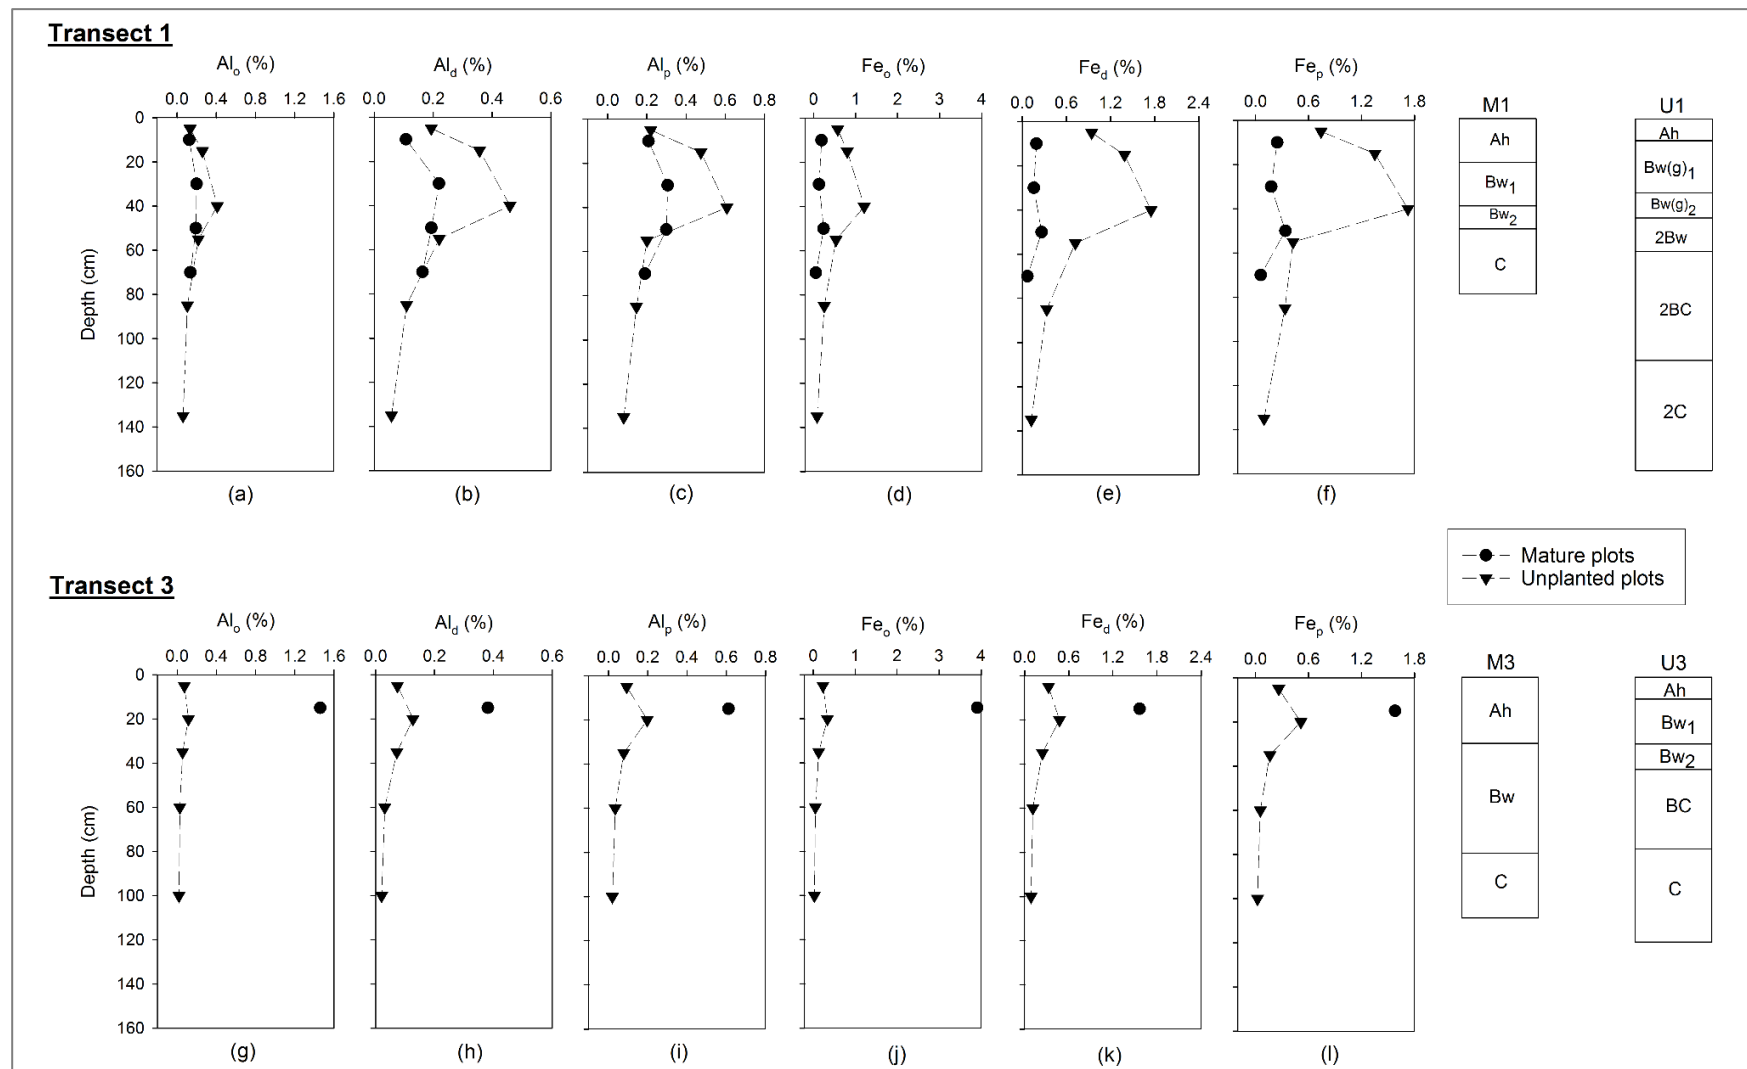 Transect 1
Al_o (%) Al_d (%) Al_p (%) Fe_o (%) Fe_d (%) Fe_p (%)
0.0 0.4 0.8 1.2 1.6 0.0 0.2 0.4 0.6 0.0 0.2 0.4 0.6 0.8 0 1 2 3 4 0.0 0.6 1.2 1.8 2.4 0.0 0.6 1.2 1.8
M1 U1
0
20
40
60
80
100
120
140
160
Depth (cm)
Ah
Bw1
Bw2
C
Ah
Bw(g)1
Bw(g)2
2Bw
2BC
2C
(a) (b) (c) (d) (e) (f)
Mature plots
Unplanted plots
Transect 3
Al_o (%) Al_d (%) Al_p (%) Fe_o (%) Fe_d (%) Fe_p (%)
0.0 0.4 0.8 1.2 1.6 0.0 0.2 0.4 0.6 0.0 0.2 0.4 0.6 0.8 0 1 2 3 4 0.0 0.6 1.2 1.8 2.4 0.0 0.6 1.2 1.8
M3 U3
0
20
40
60
80
100
120
140
160
Depth (cm)
Ah
Bw
C
Ah
Bw1
Bw2
BC
C
(g) (h) (i) (j) (k) (l)